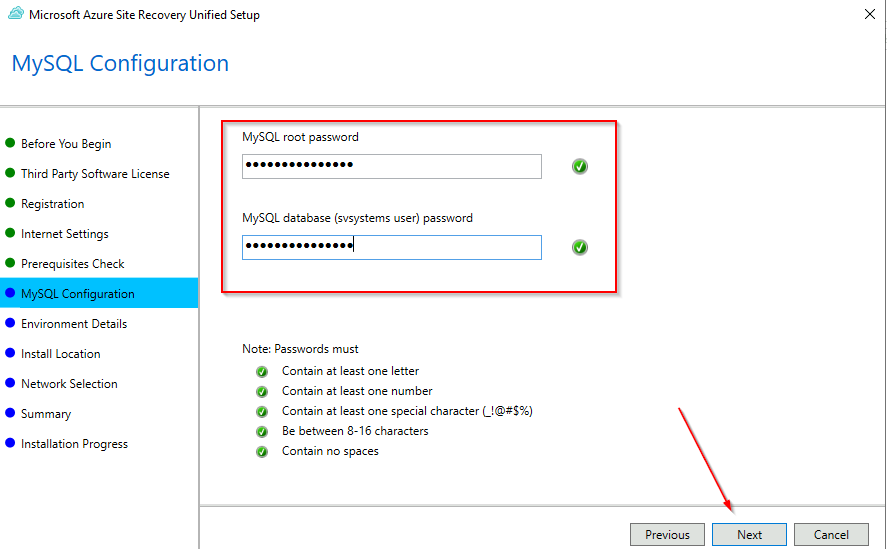 Microsoft Azure Site Recovery Unified Setup
MySQL Configuration
Before You Begin
Third Party Software License
Registration
Internet Settings
Prerequisites Check
MySQL Configuration
Environment Details
Install Location
Network Selection
Summary
Installation Progress
MySQL root password
●●●●●●●●●●●●●●●
MySQL database (svsystems user) password
●●●●●●●●●●●●●●●
Note: Passwords must
Contain at least one letter
Contain at least one number
Contain at least one special character (_!@#$%)
Be between 8-16 characters
Contain no spaces
Previous
Next
Cancel